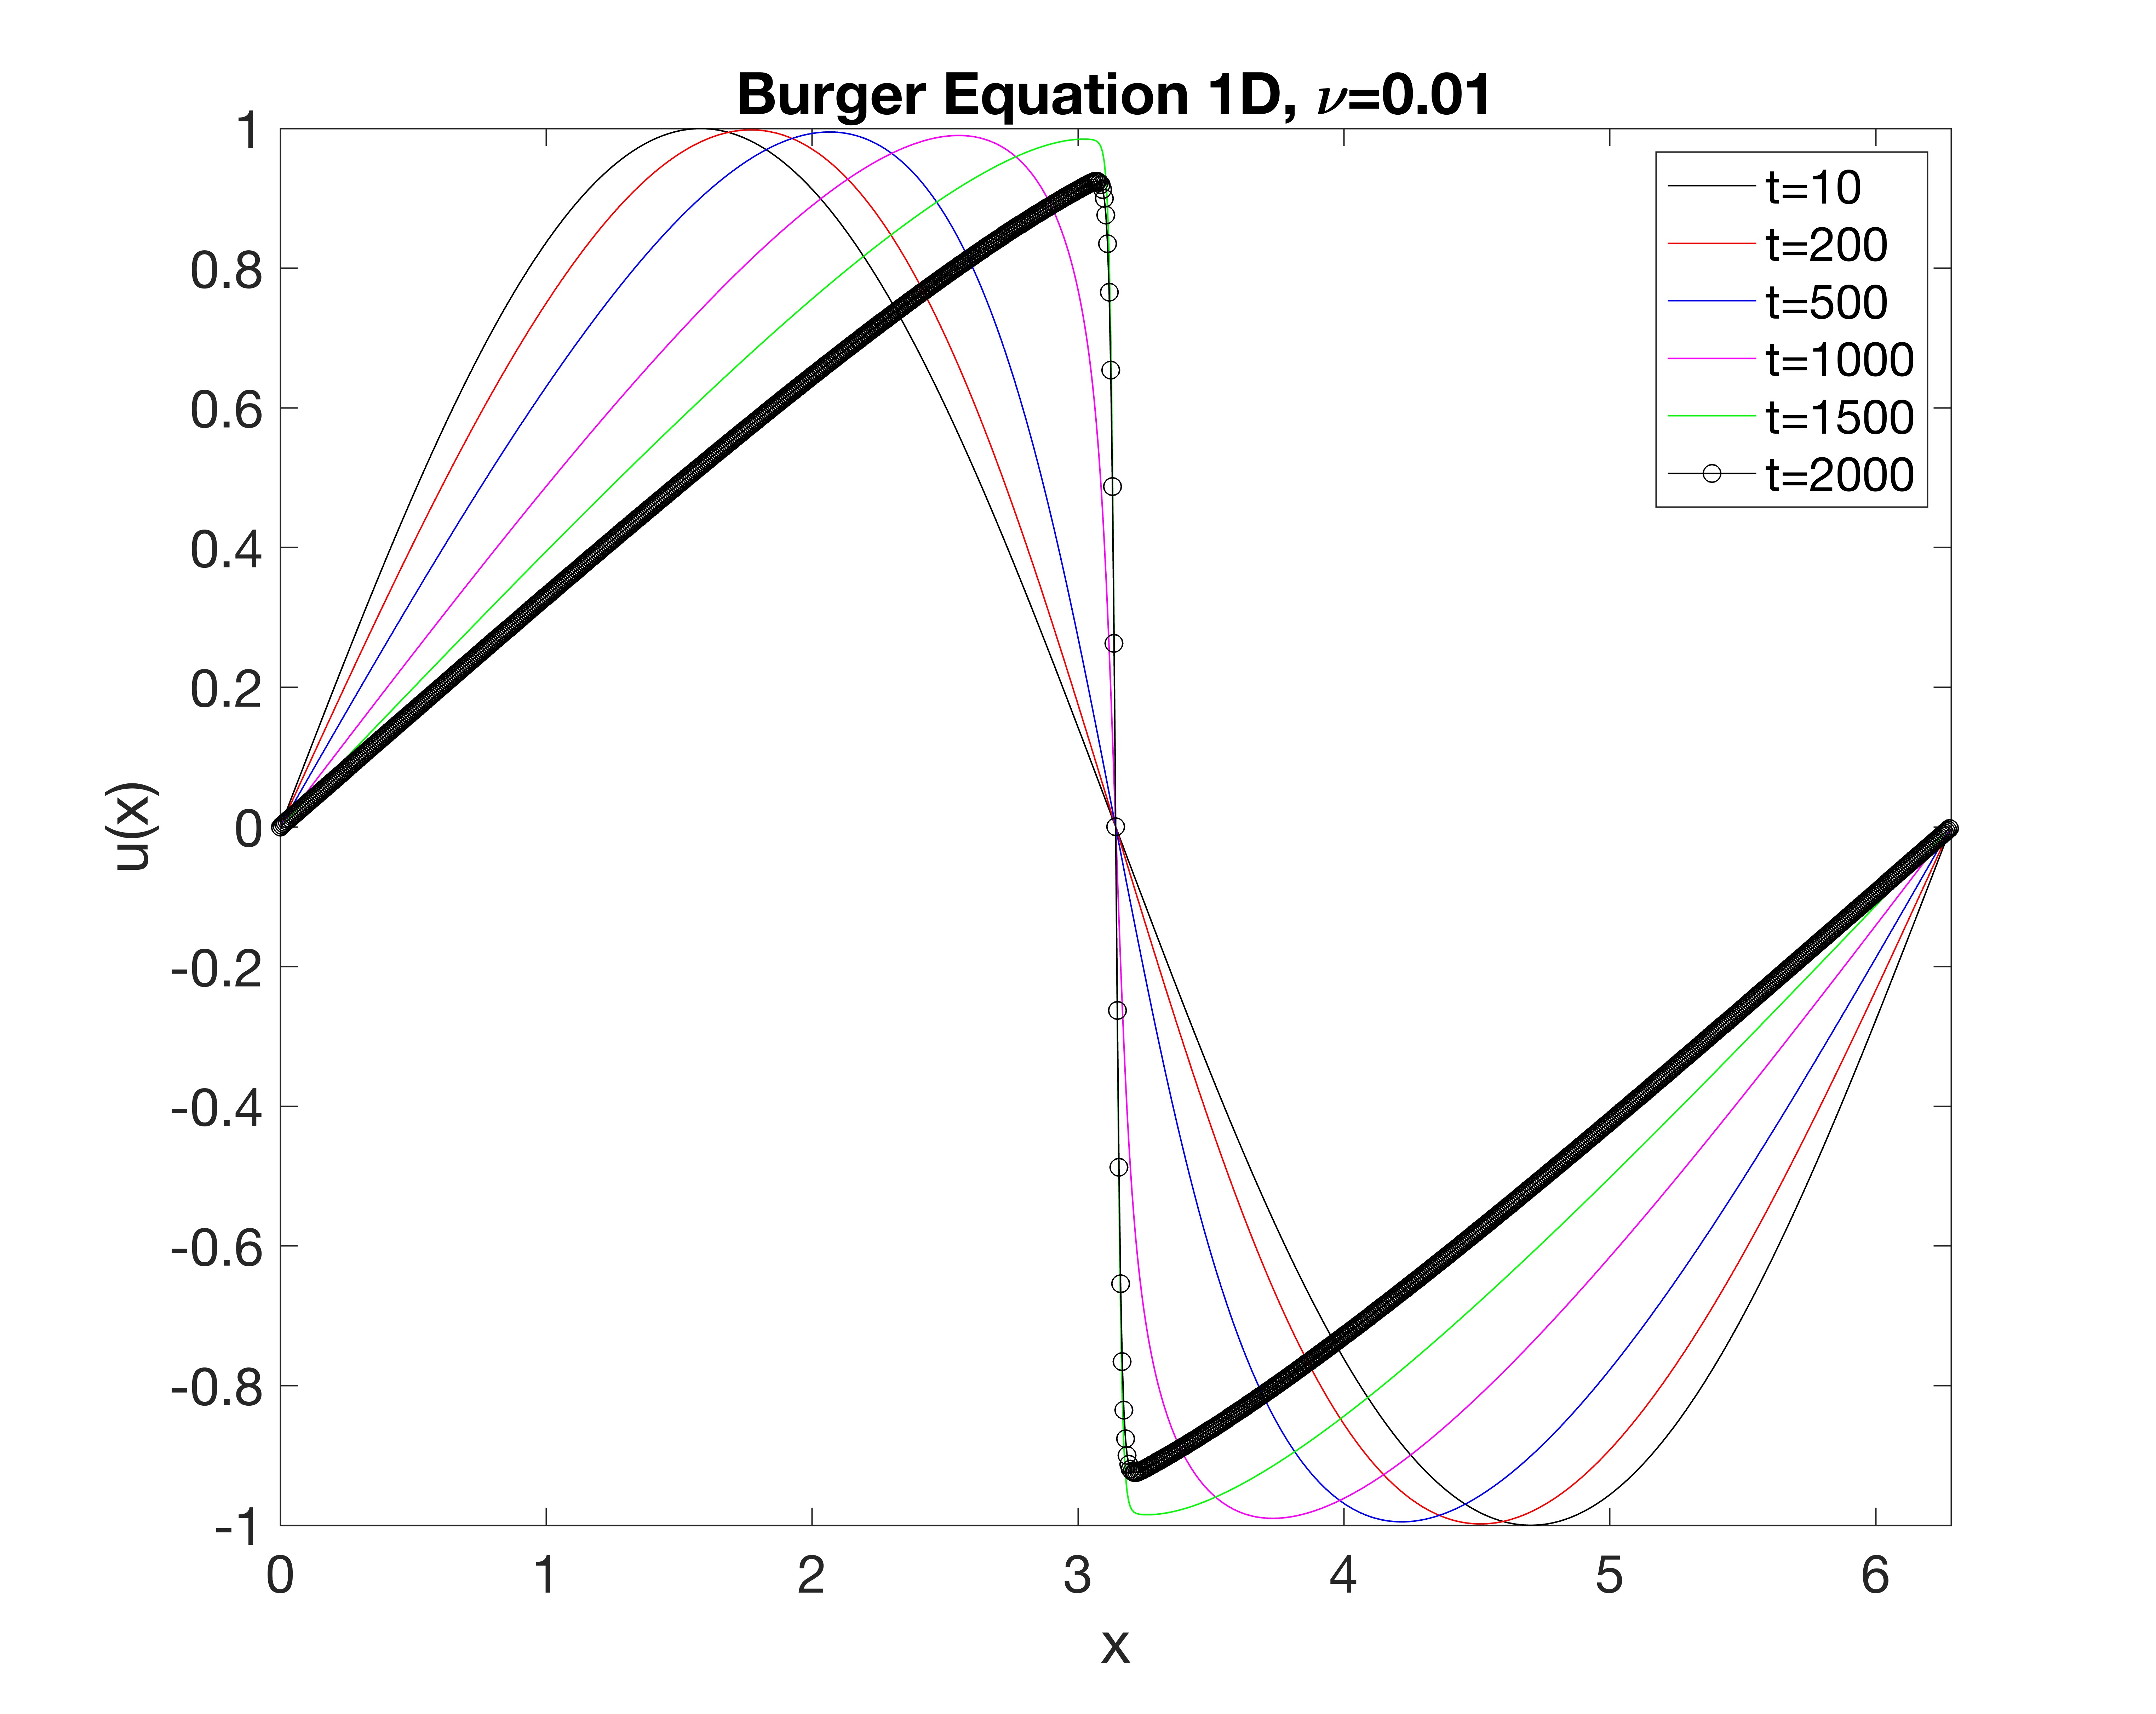 Burger Equation 1D, ν=0.01
1
0.8
0.6
0.4
0.2
0
-0.2
-0.4
-0.6
-0.8
-1
u(x)
t=10
t=200
t=500
t=1000
t=1500
t=2000
0 1 2 3 4 5 6
x